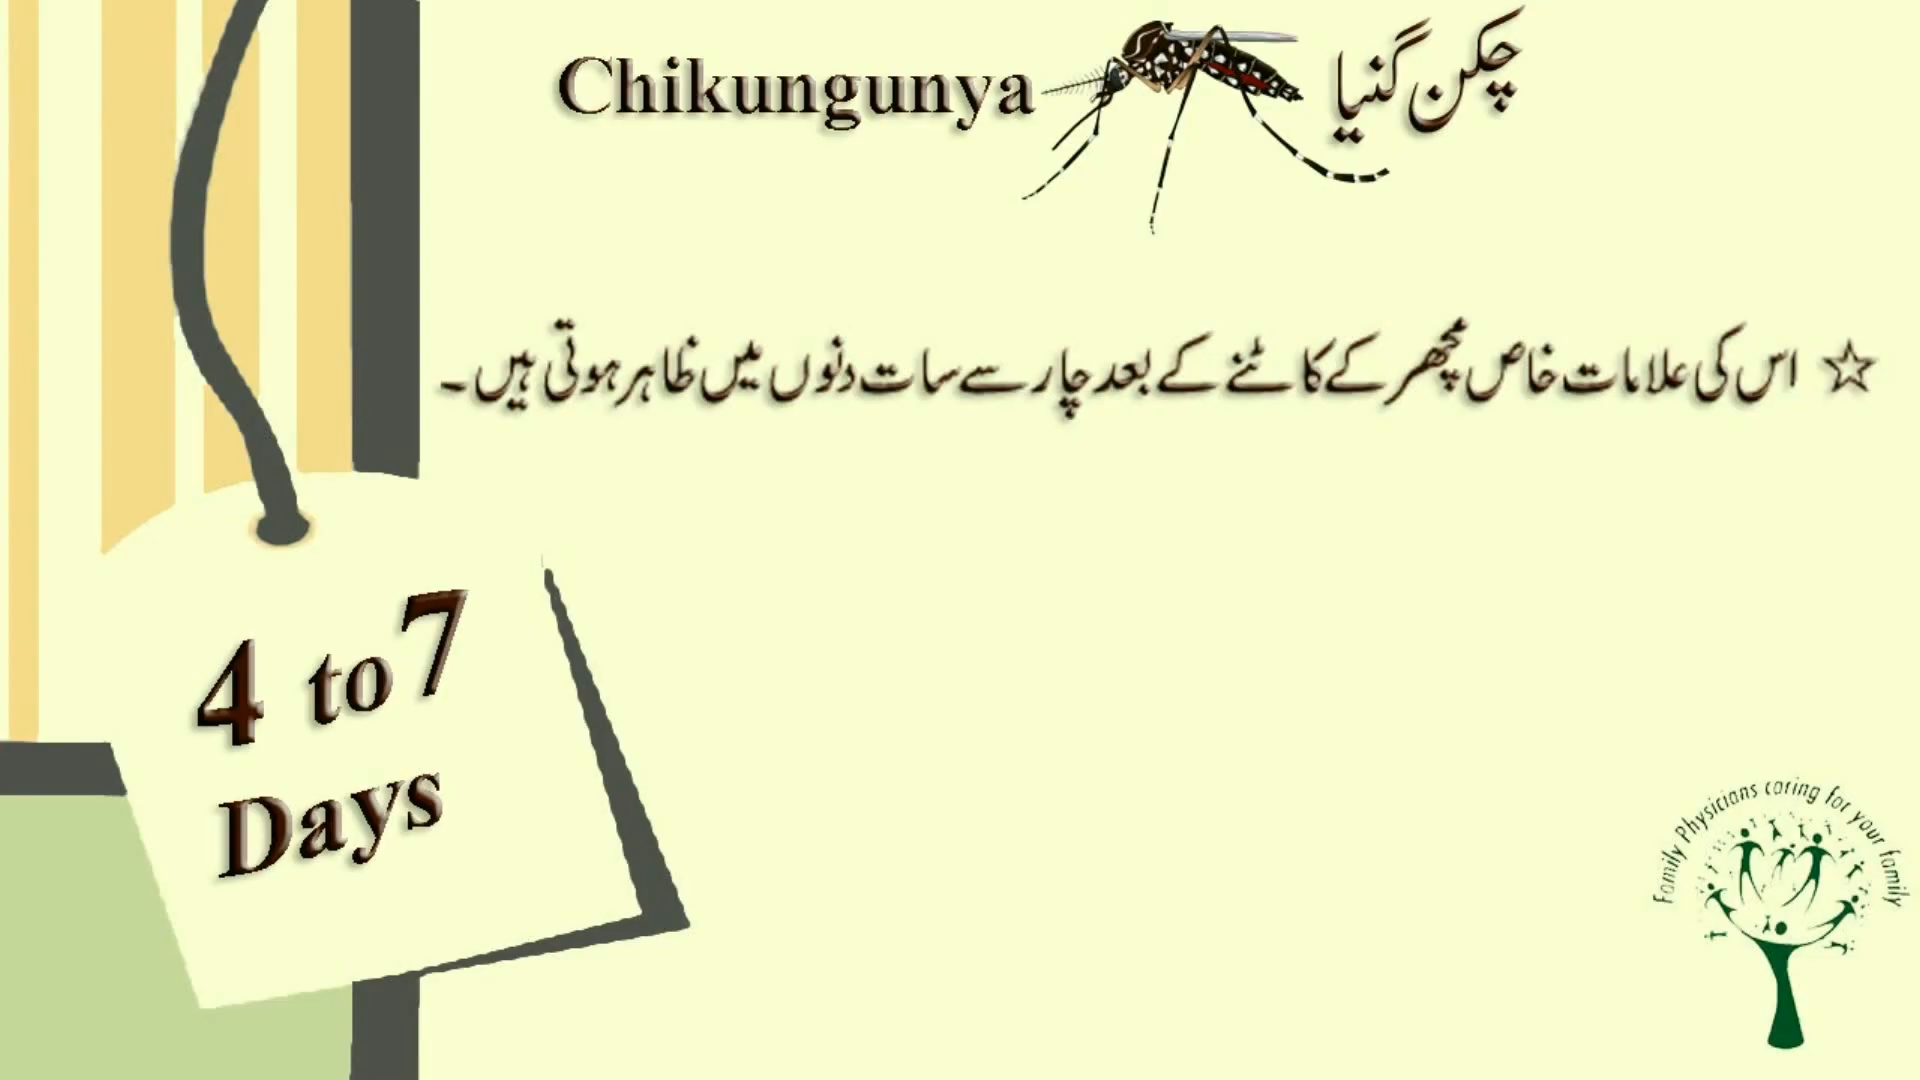 Chikungunya چکن گنیا
☆ اس کی علامات خاص مچھر کے کاٹنے کے بعد چار سے سات دنوں میں ظاہر ہوتی ہیں۔
4 to 7
Days
Family Physicians caring for your family